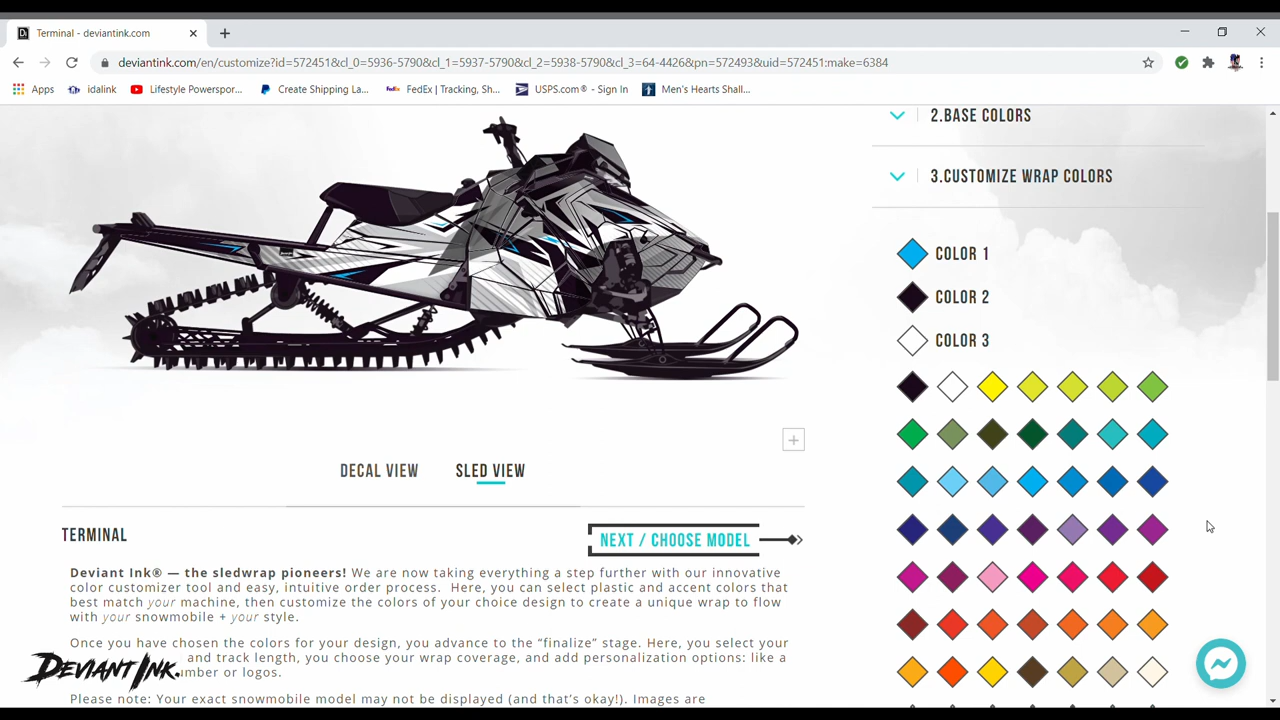 Terminal - deviantink.com
deviantink.com/en/customize?id=572451&cl_0=5936-5790&cl_1=5937-5790&cl_2=5938-5790&cl_3=64-4426&pn=572493&uid=572451:make=6384
Apps idalink Lifestyle Powerspor... Create Shipping La... FedEx | Tracking, Sh... USPS.com® - Sign In Men's Hearts Shall...
2.BASE COLORS
3.CUSTOMIZE WRAP COLORS
COLOR 1
COLOR 2
COLOR 3
DECAL VIEW SLED VIEW
TERMINAL
NEXT / CHOOSE MODEL
Deviant Ink® — the sledwrap pioneers! We are now taking everything a step further with our innovative
color customizer tool and easy, intuitive order process. Here, you can select plastic and accent colors that
best match your machine, then customize the colors of your choice design to create a unique wrap to flow
with your snowmobile + your style.
Once you have chosen the colors for your design, you advance to the “finalize” stage. Here, you select your
and track length, you choose your wrap coverage, and add personalization options: like a
umber or logos.
DEVIANT INK.
Please note: Your exact snowmobile model may not be displayed (and that’s okay!). Images are